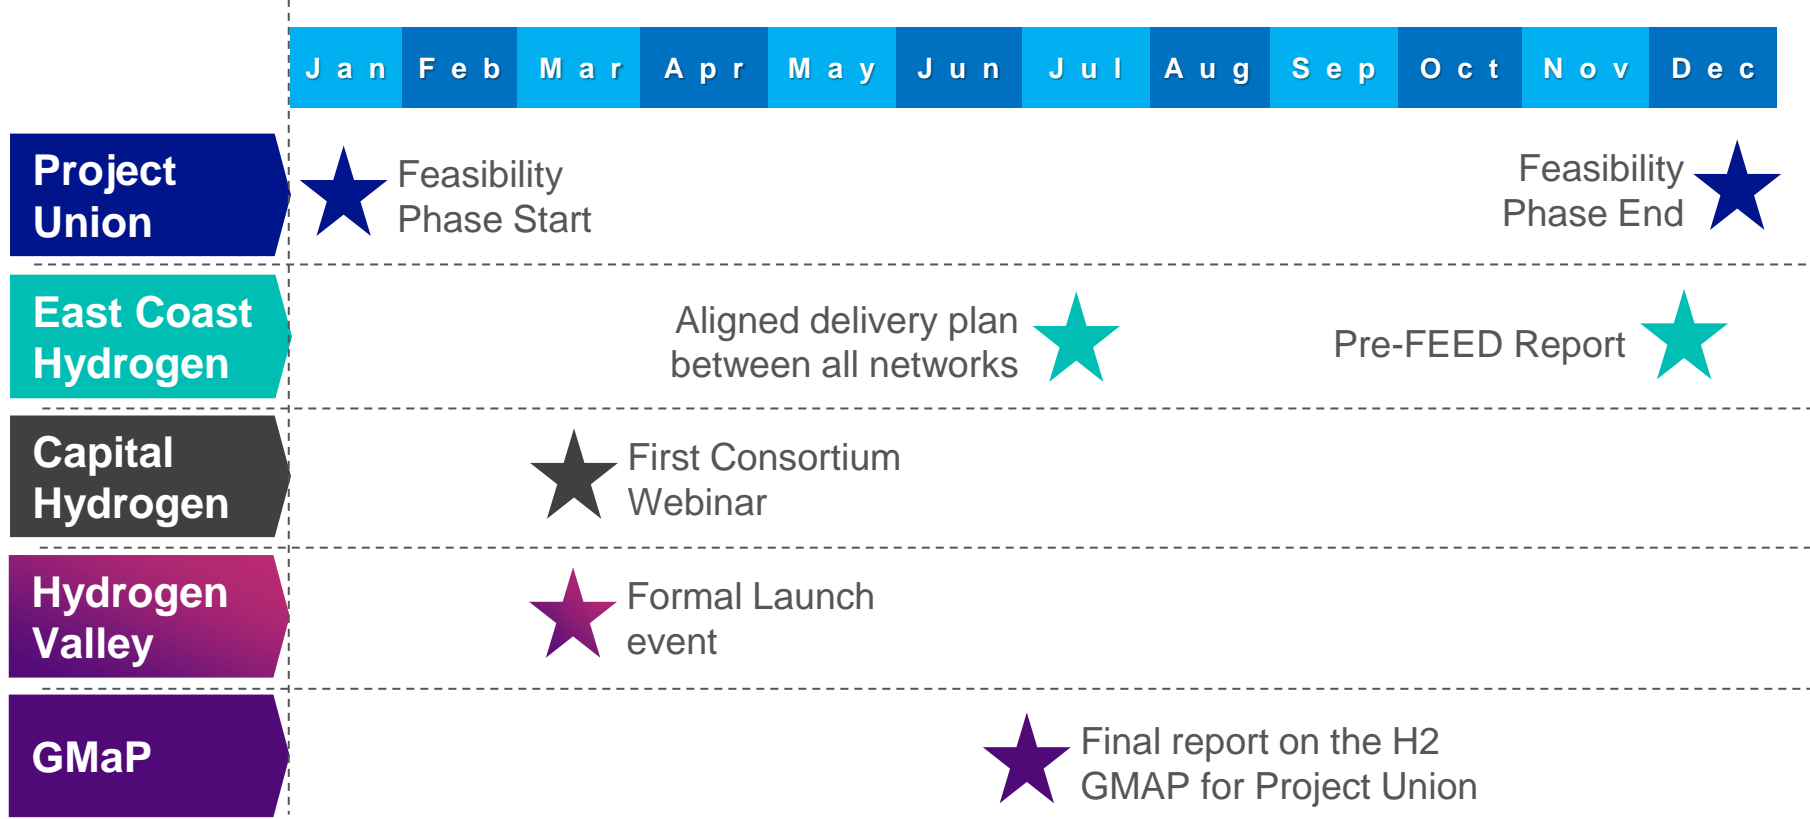 Jan Feb Mar Apr May Jun Jul Aug Sep Oct Nov Dec
Project
Union
Feasibility
Phase Start
Feasibility
Phase End
East Coast
Hydrogen
Aligned delivery plan
between all networks
Pre-FEED Report
Capital
Hydrogen
First Consortium
Webinar
Hydrogen
Valley
Formal Launch
event
GMaP
Final report on the H2
GMAP for Project Union